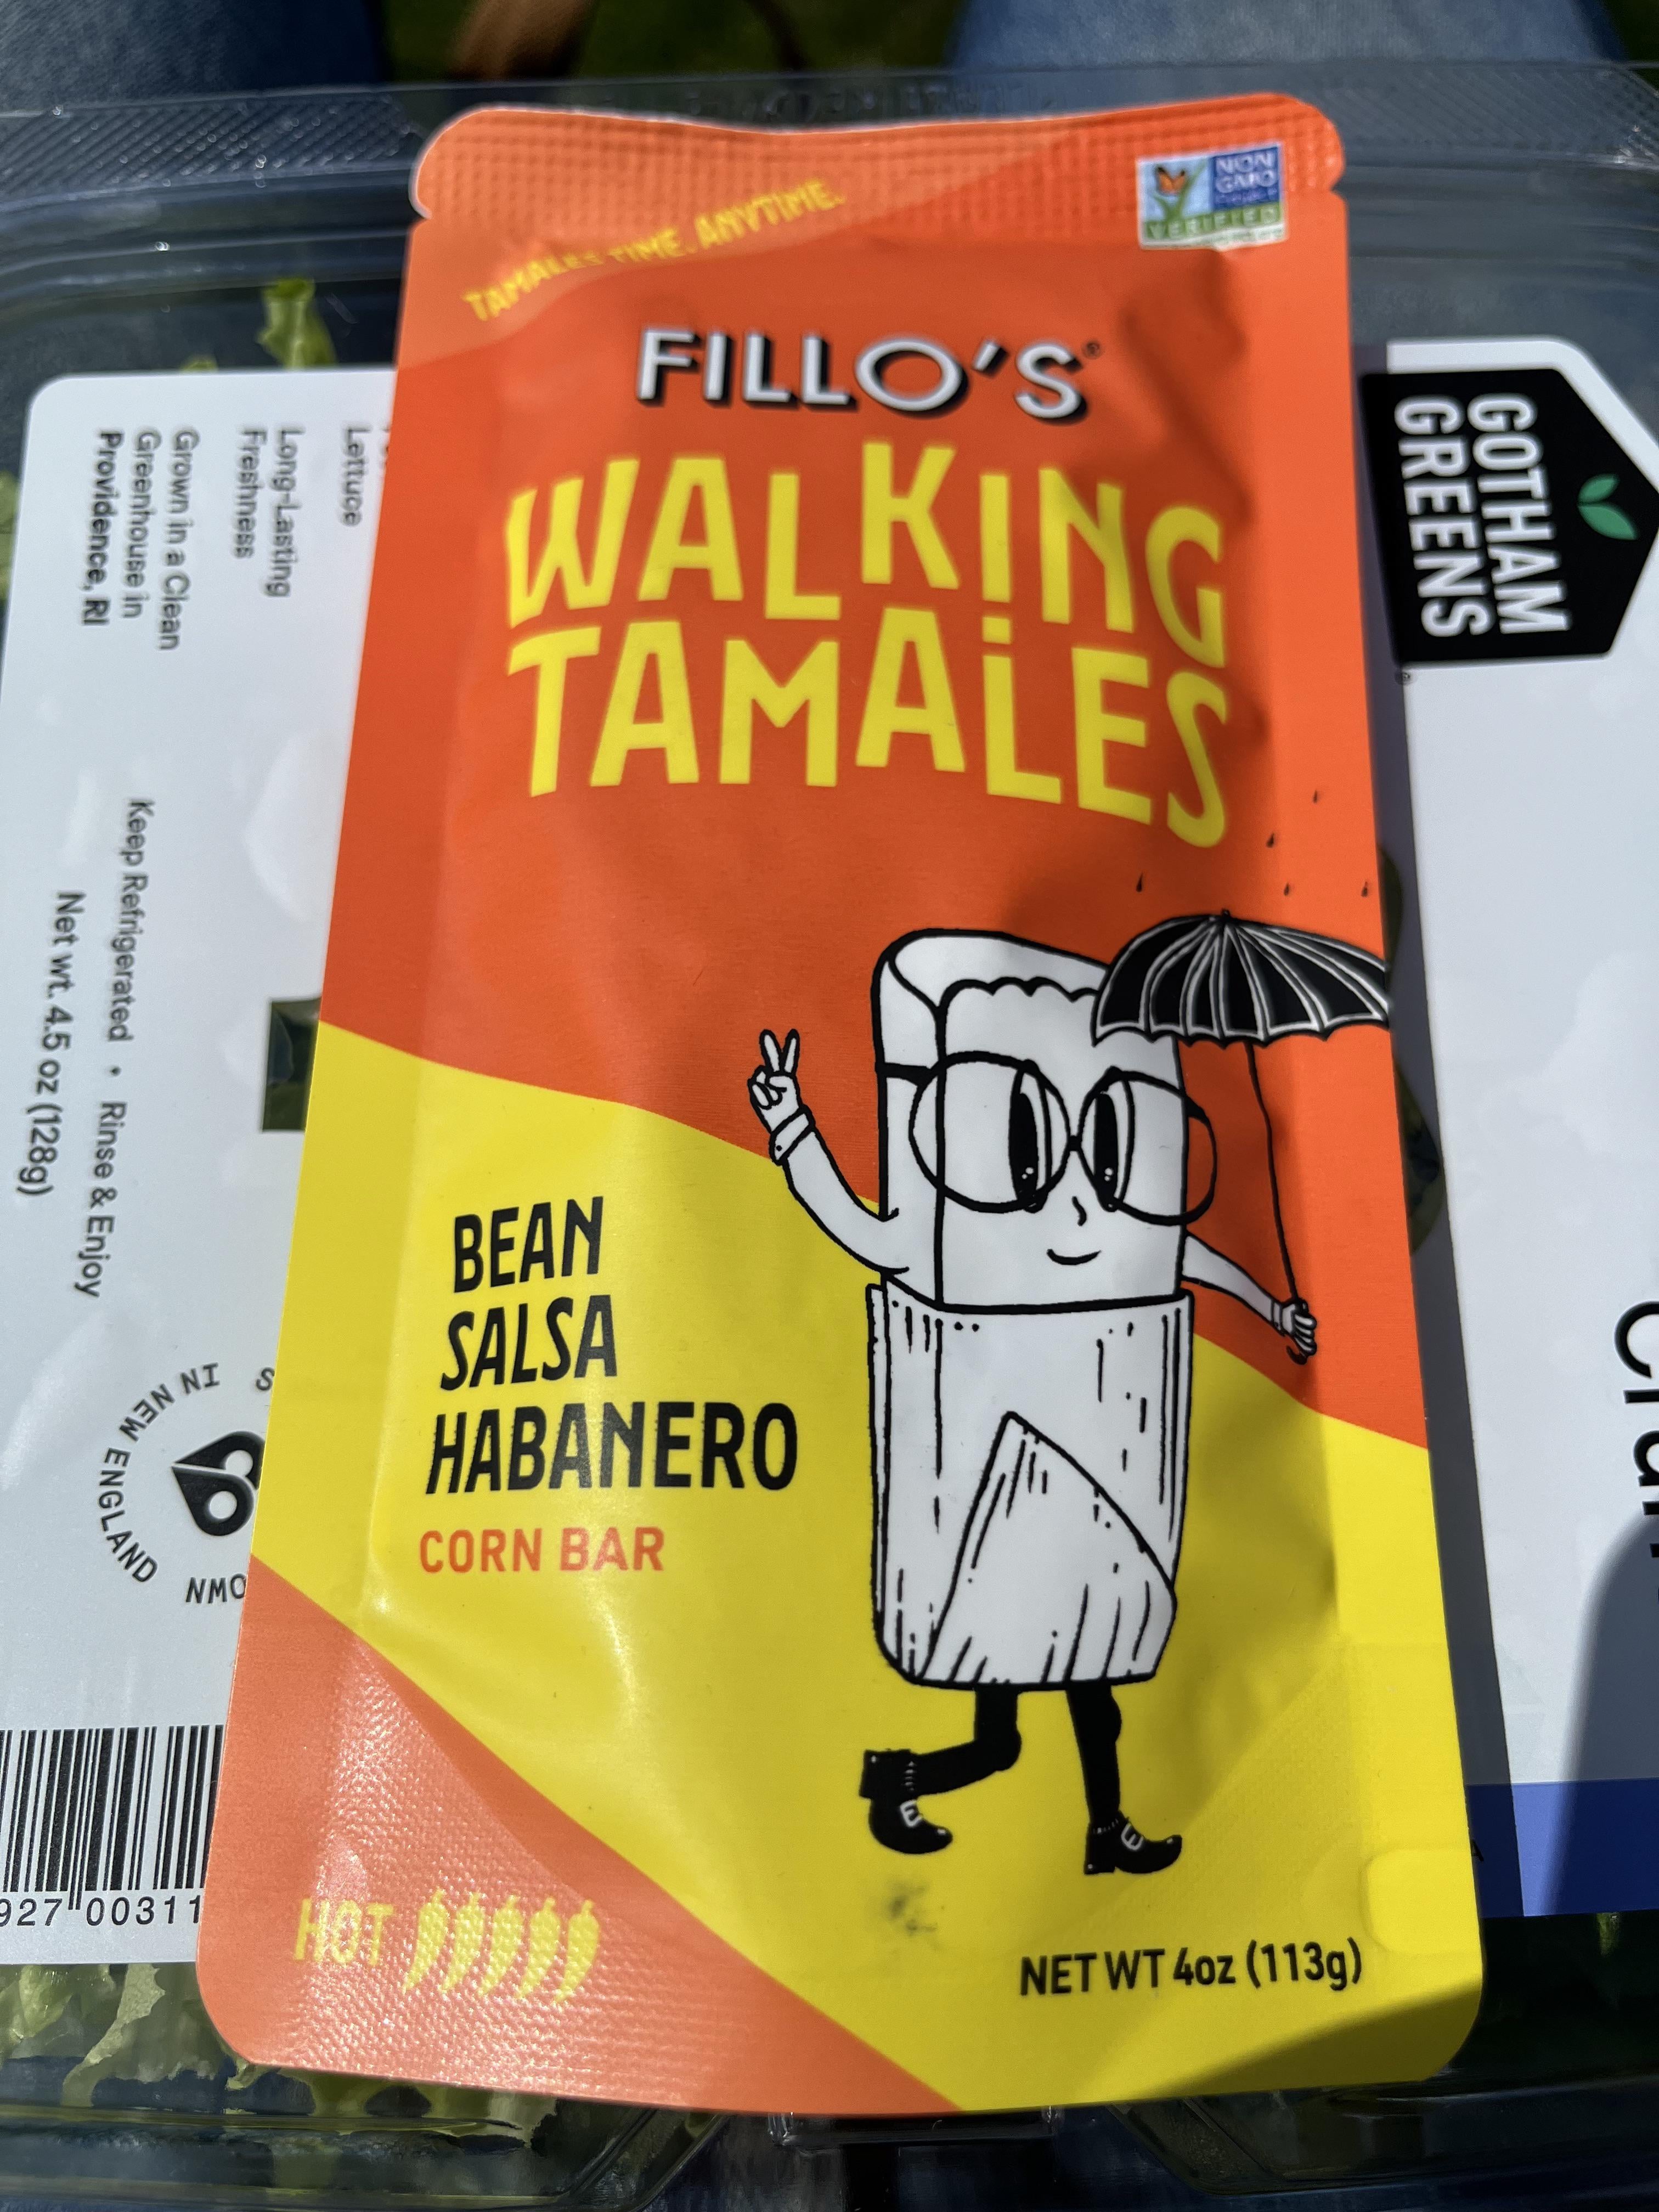 TAMALES TIME. ANYTIME.
NON
GMO
Project
VERIFIED
FILLO'S®
WALKING
TAMALES
BEAN
SALSA
HABANERO
CORN BAR
HOT
NET WT 4oz (113g)
GOTHAM
GREENS®
Lettuce
Long-Lasting
Freshness
Grown in a Clean
Greenhouse in
Providence, RI
Keep Refrigerated • Rinse & Enjoy
Net wt. 4.5 oz (128g)
IN NEW ENGLAND
927 00311